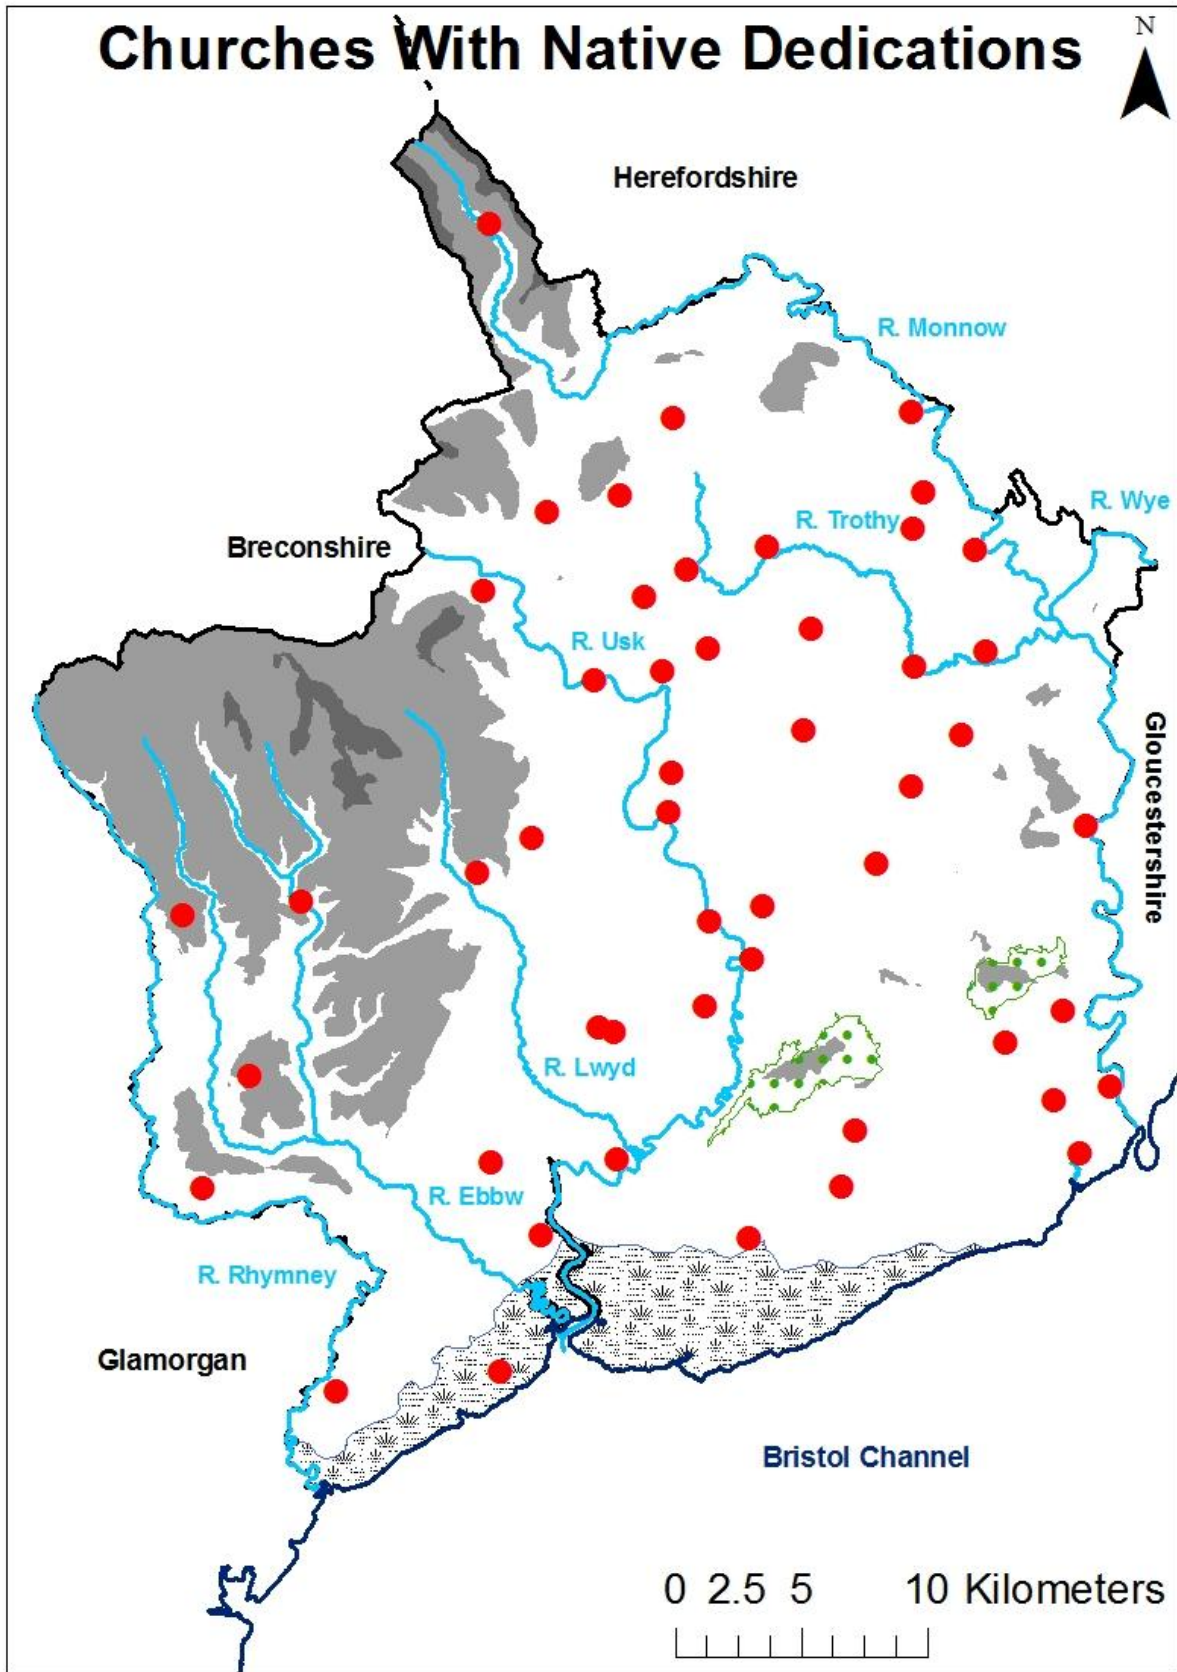 Churches With Native Dedications
N
Herefordshire
R. Monnow
R. Wye
R. Trothy
Breconshire
R. Usk
Gloucestershire
R. Lwyd
R. Ebbw
R. Rhymney
Glamorgan
Bristol Channel
0 2.5 5 10 Kilometers